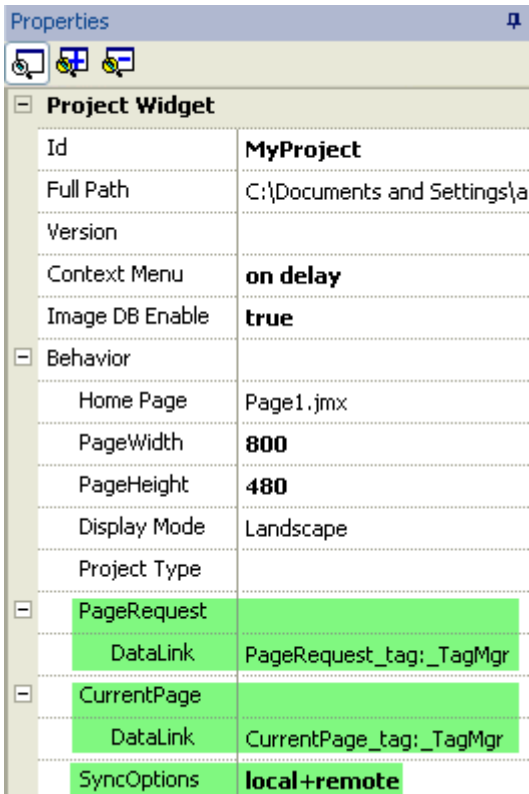 Properties
Project Widget
Id MyProject
Full Path C:\Documents and Settings\a
Version
Context Menu on delay
Image DB Enable true
Behavior
Home Page Page1.jmx
PageWidth 800
PageHeight 480
Display Mode Landscape
Project Type
PageRequest
DataLink PageRequest_tag:_TagMgr
CurrentPage
DataLink CurrentPage_tag:_TagMgr
SyncOptions local+remote